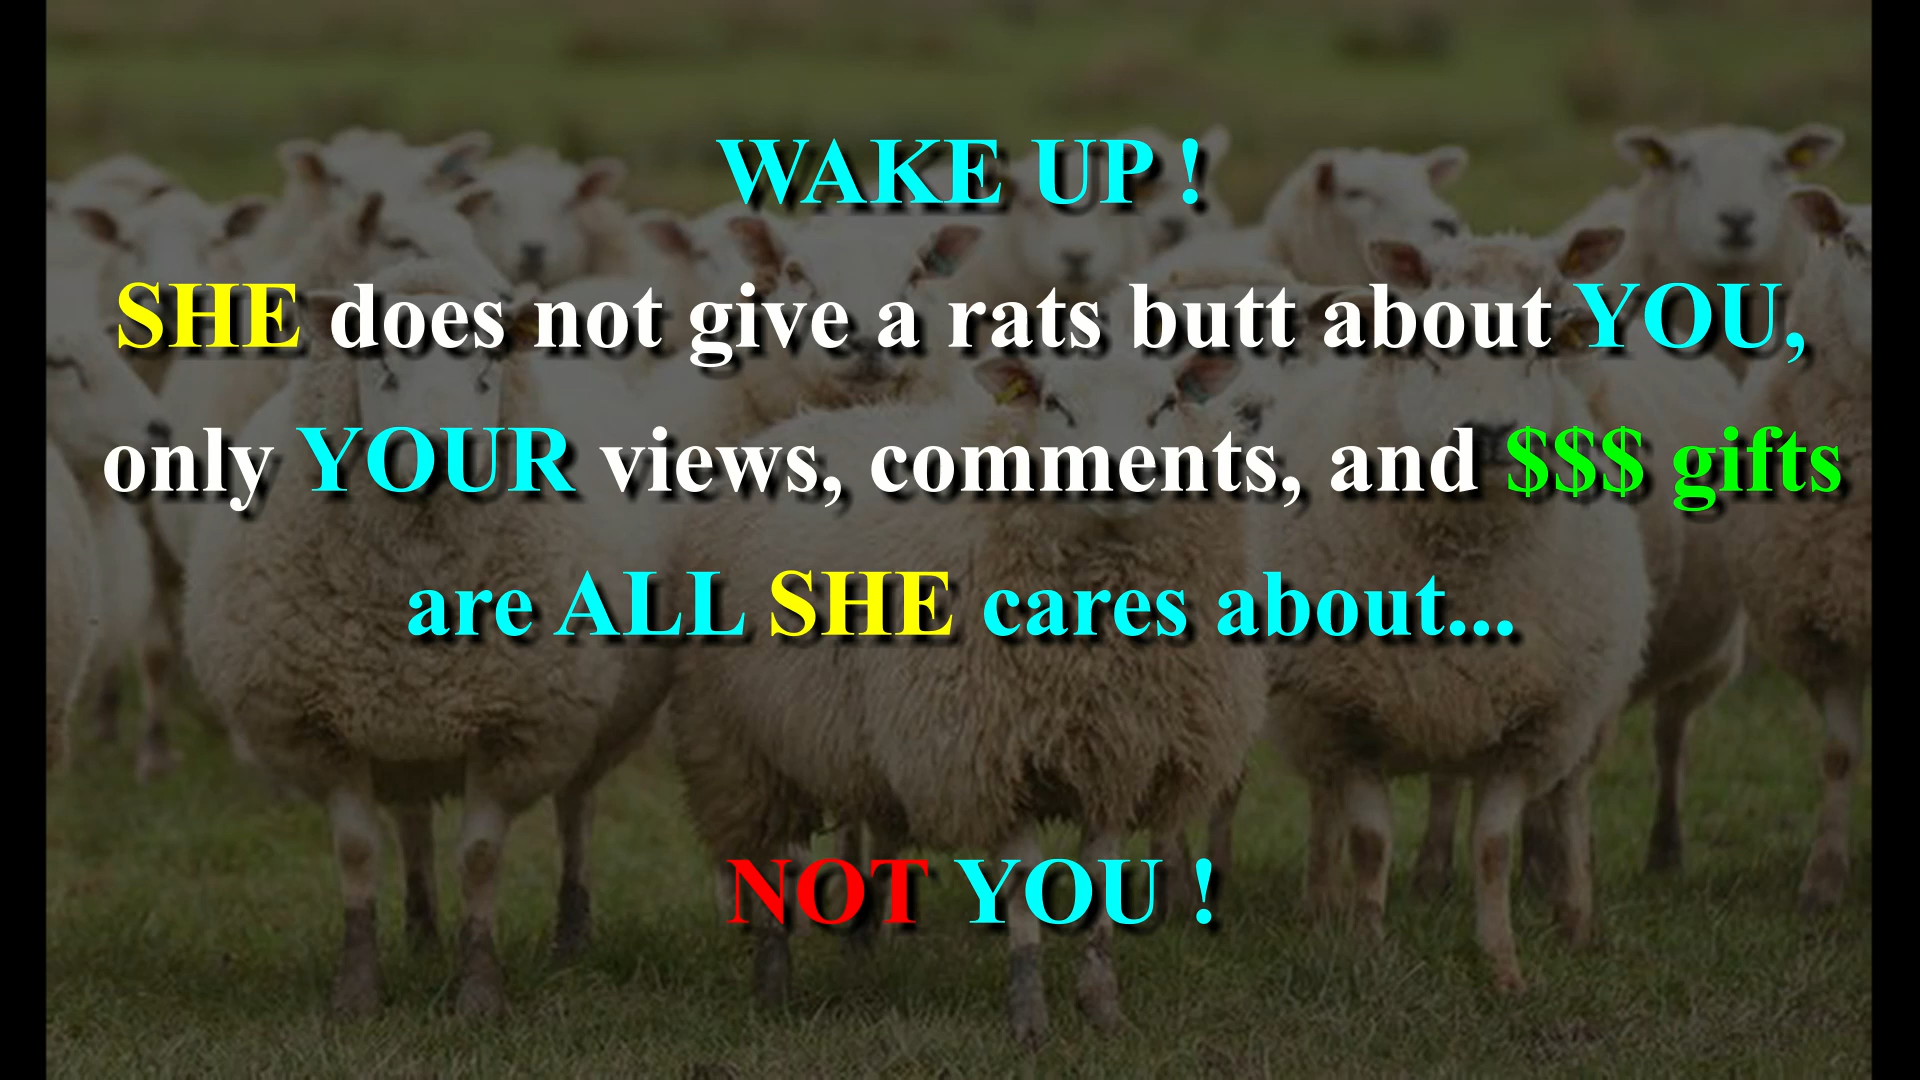 WAKE UP !
SHE does not give a rats butt about YOU,
only YOUR views, comments, and $$$ gifts
are ALL SHE cares about...
NOT YOU !